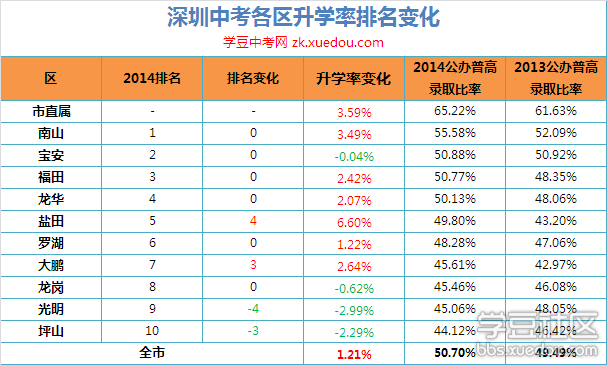 深圳中考各区升学率排名变化
学豆中考网 zk.xuedou.com
区 2014排名 排名变化 升学率变化 2014公办普高录取比率 2013公办普高录取比率
市直属 - - 3.59% 65.22% 61.63%
南山 1 0 3.49% 55.58% 52.09%
宝安 2 0 -0.04% 50.88% 50.92%
福田 3 0 2.42% 50.77% 48.35%
龙华 4 0 2.07% 50.13% 48.06%
盐田 5 4 6.60% 49.80% 43.20%
罗湖 6 0 1.22% 48.28% 47.06%
大鹏 7 3 2.64% 45.61% 42.97%
龙岗 8 0 -0.62% 45.46% 46.08%
光明 9 -4 -2.99% 45.06% 48.05%
坪山 10 -3 -2.29% 44.12% 46.42%
全市 1.21% 50.70% 49.49%
学豆社区
bbs.xuedou.com